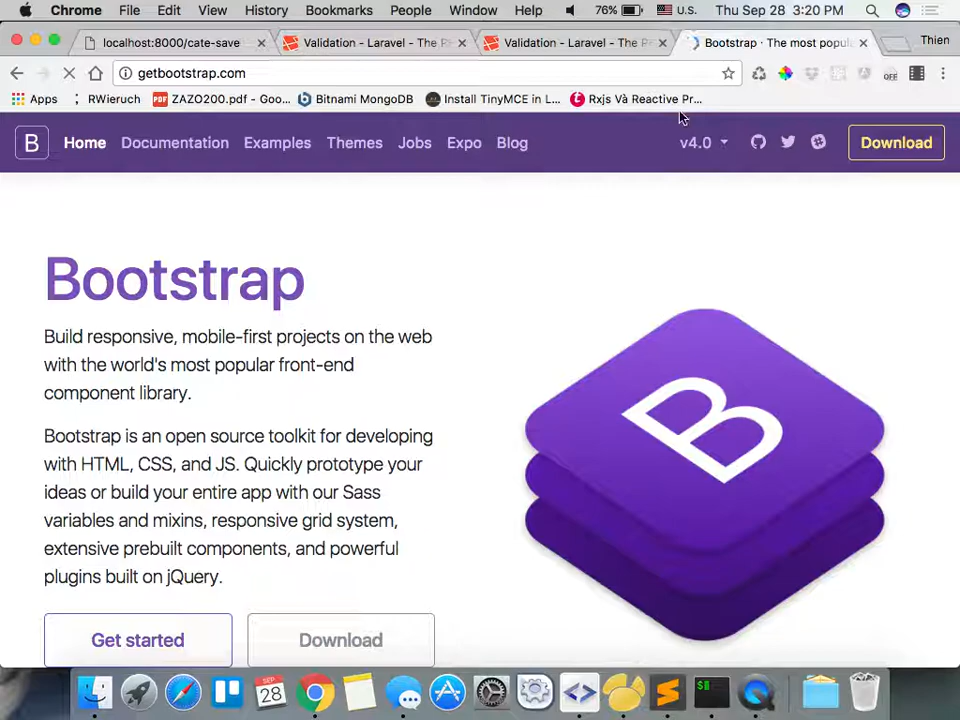 Chrome File Edit View History Bookmarks People Window Help 76% U.S. Thu Sep 28 3:20 PM
localhost:8000/cate-save Validation - Laravel - The P Validation - Laravel - The P Bootstrap · The most popul Thien
getbootstrap.com
Apps RWieruch PDF ZAZO200.pdf - Goo... Bitnami MongoDB Install TinyMCE in L... t Rxjs Và Reactive Pr...
B Home Documentation Examples Themes Jobs Expo Blog v4.0 Download
Bootstrap
Build responsive, mobile-first projects on the web
with the world's most popular front-end
component library.
Bootstrap is an open source toolkit for developing
with HTML, CSS, and JS. Quickly prototype your
ideas or build your entire app with our Sass
variables and mixins, responsive grid system,
extensive prebuilt components, and powerful
plugins built on jQuery.
B
Get started Download
SEP
28